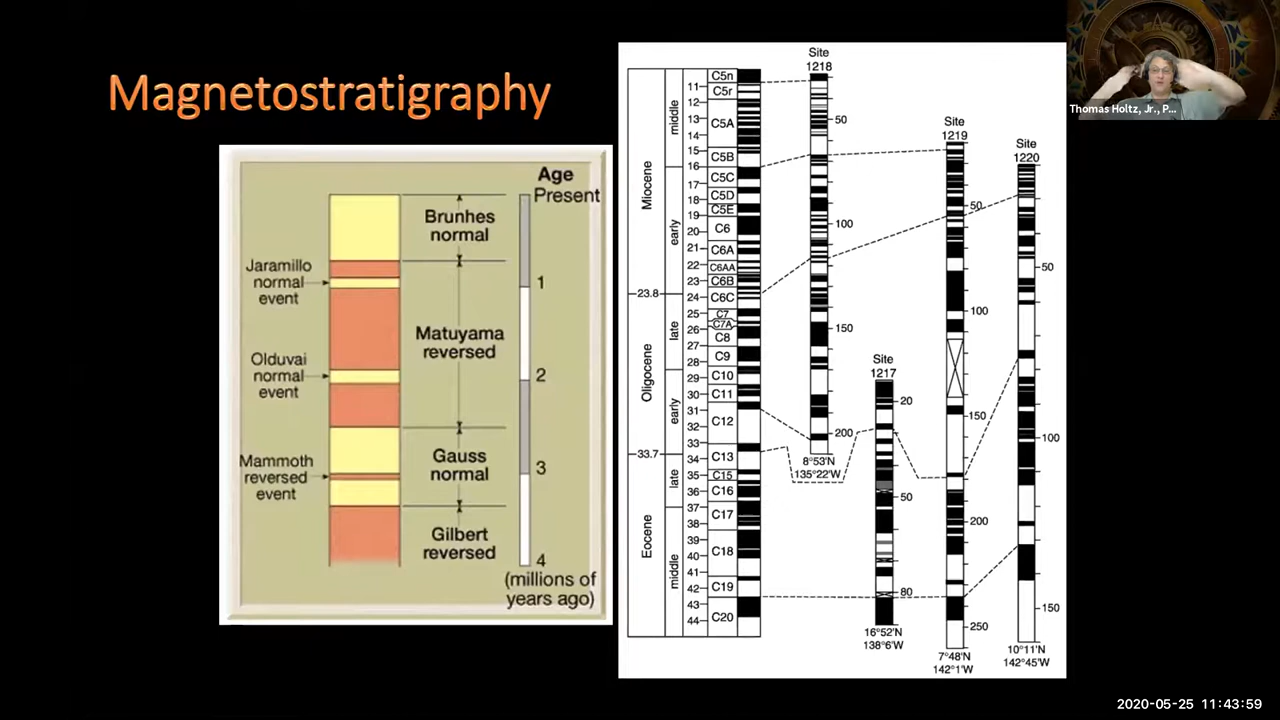 Magnetostratigraphy
Age
Present
Brunhes
normal
Jaramillo
normal
event
1
Matuyama
reversed
Olduvai
normal
event
2
Mammoth
reversed
event
Gauss
normal
3
Gilbert
reversed
4
(millions of
years ago)
Miocene
Oligocene
Eocene
middle
early
late
early
late
middle
23.8
33.7
11
12
13
14
15
16
17
18
19
20
21
22
23
24
25
26
27
28
29
30
31
32
33
34
35
36
37
38
39
40
41
42
43
44
C5n
C5r
C5A
C5B
C5C
C5D
C5E
C6
C6A
C6AA
C6B
C6C
C7
C7A
C8
C9
C10
C11
C12
C13
C15
C16
C17
C18
C19
C20
Site
1218
50
100
150
200
8°53'N
135°22'W
Site
1217
20
50
80
16°52'N
138°6'W
Site
1219
50
100
150
200
250
7°48'N
142°1'W
Site
1220
50
100
150
10°11'N
142°45'W
Thomas Holtz, Jr., P...
2020-05-25 11:43:59